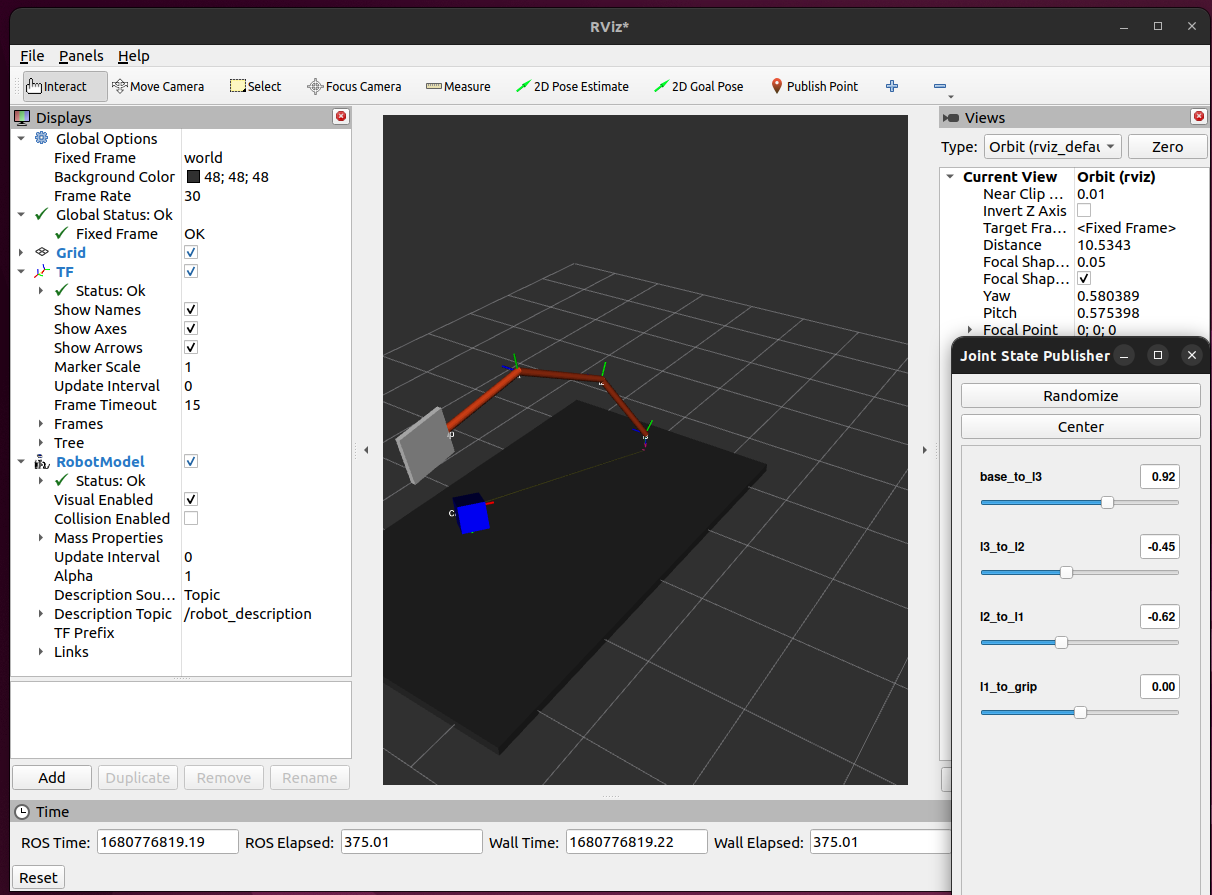 RViz*
File Panels Help
Interact Move Camera Select Focus Camera Measure 2D Pose Estimate 2D Goal Pose Publish Point
Displays
Global Options
Fixed Frame world
Background Color 48; 48; 48
Frame Rate 30
Global Status: Ok
Fixed Frame OK
Grid
TF
Status: Ok
Show Names
Show Axes
Show Arrows
Marker Scale 1
Update Interval 0
Frame Timeout 15
Frames
Tree
RobotModel
Status: Ok
Visual Enabled
Collision Enabled
Mass Properties
Update Interval 0
Alpha 1
Description Sou... Topic
Description Topic /robot_description
TF Prefix
Links
Add Duplicate Remove Rename
Views
Type: Orbit (rviz_defau Zero
Current View Orbit (rviz)
Near Clip ... 0.01
Invert Z Axis
Target Fra... <Fixed Frame>
Distance 10.5343
Focal Shap... 0.05
Focal Shap...
Yaw 0.580389
Pitch 0.575398
Focal Point 0; 0; 0
Joint State Publisher
Randomize
Center
base_to_l3 0.92
l3_to_l2 -0.45
l2_to_l1 -0.62
l1_to_grip 0.00
Time
ROS Time: 1680776819.19 ROS Elapsed: 375.01 Wall Time: 1680776819.22 Wall Elapsed: 375.01
Reset